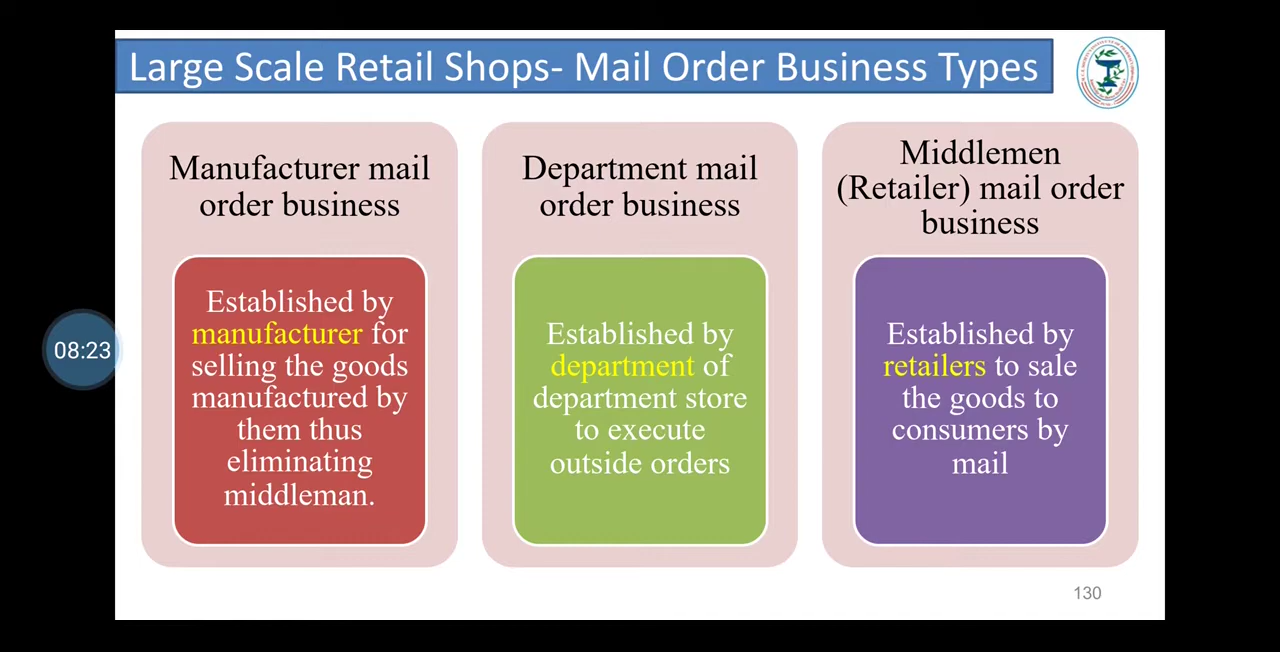 Large Scale Retail Shops- Mail Order Business Types
Manufacturer mail
order business
Established by
manufacturer for
selling the goods
manufactured by
them thus
eliminating
middleman.
Department mail
order business
Established by
department of
department store
to execute
outside orders
Middlemen
(Retailer) mail order
business
Established by
retailers to sale
the goods to
consumers by
mail
08:23
130